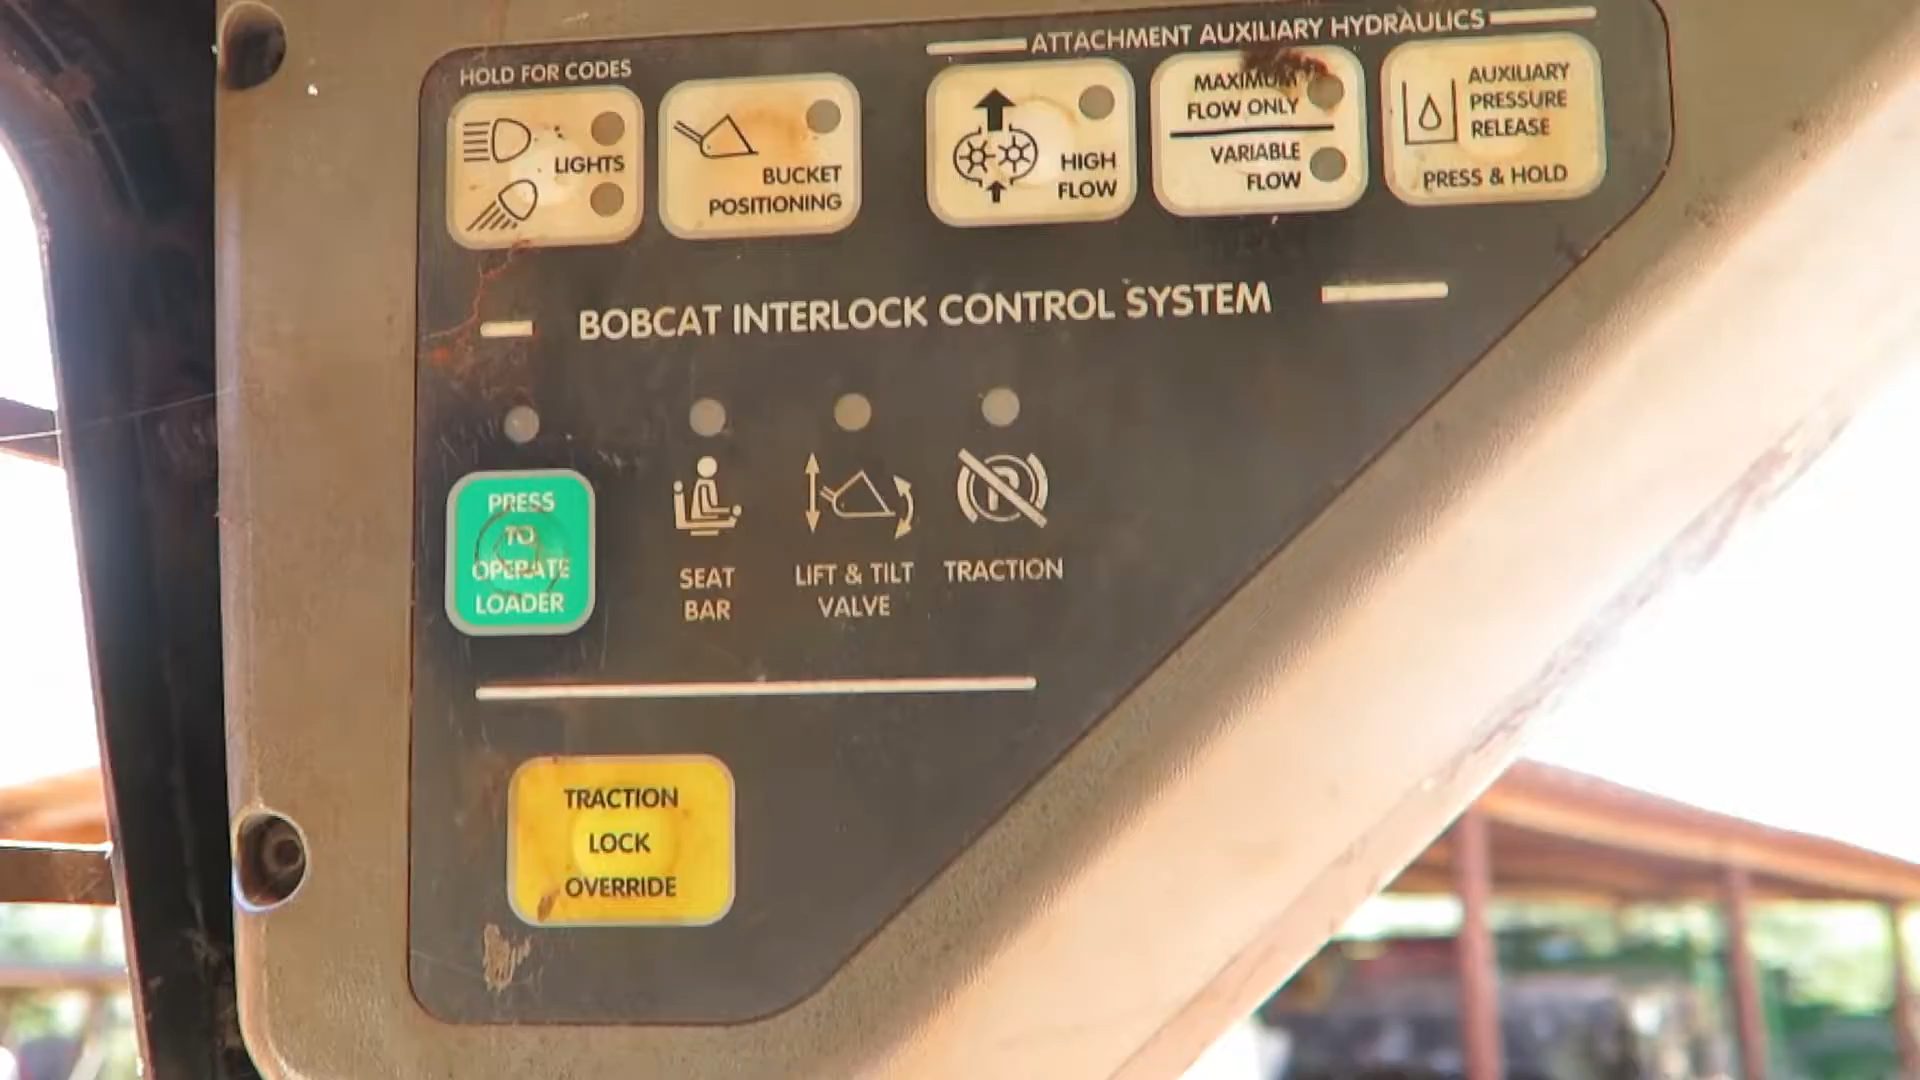 HOLD FOR CODES
LIGHTS
BUCKET
POSITIONING
ATTACHMENT AUXILIARY HYDRAULICS
HIGH
FLOW
MAXIMUM
FLOW ONLY
VARIABLE
FLOW
AUXILIARY
PRESSURE
RELEASE
PRESS & HOLD
BOBCAT INTERLOCK CONTROL SYSTEM
PRESS
TO
OPERATE
LOADER
SEAT
BAR
LIFT & TILT
VALVE
TRACTION
TRACTION
LOCK
OVERRIDE